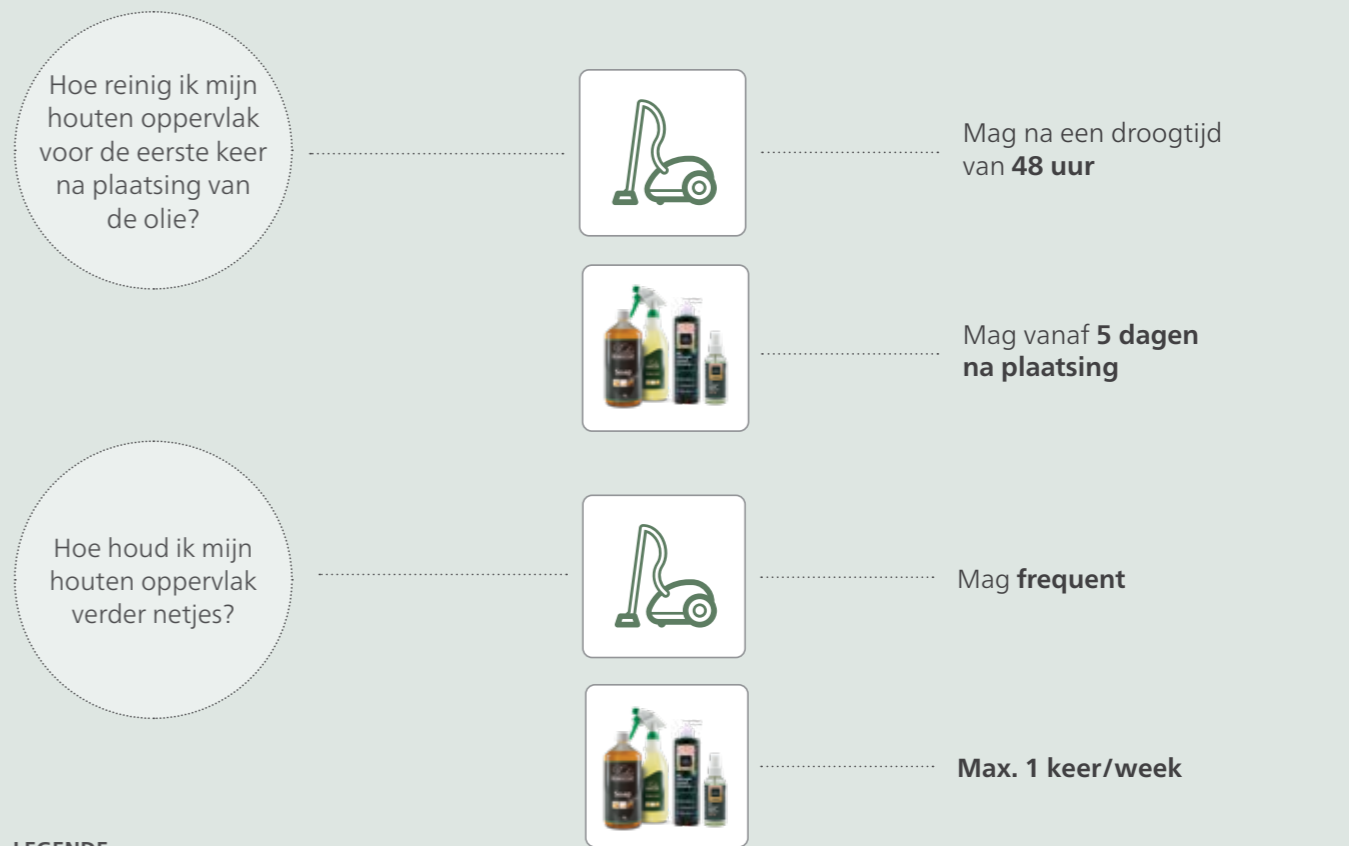 Hoe reinig ik mijn
houten oppervlak
voor de eerste keer
na plaatsing van
de olie?
Mag na een droogtijd
van 48 uur
Soap
Mag vanaf 5 dagen
na plaatsing
Hoe houd ik mijn
houten oppervlak
verder netjes?
Mag frequent
Soap
Max. 1 keer/week
LEGENDE